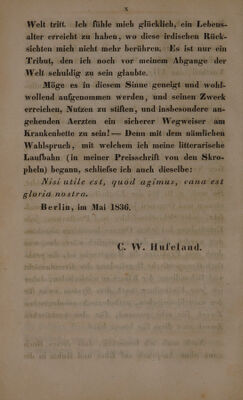 x
Welt tritt. Ich fühle mich glücklich, ein Lebens-
alter erreicht zu haben, wo diese irdischen Rück-
sichten mich nicht mehr berühren. Es ist nur ein
Tribut, den ich noch vor meinem Abgange der
Welt schuldig zu sein glaubte.
Möge es in diesem Sinne geneigt und wohl-
wollend aufgenommen werden, und seinen Zweck
erreichen, Nutzen zu stiften, und insbesondere an-
gehenden Aerzten ein sicherer Wegweiser am
Krankenbette zu sein! — Denn mit dem nämlichen
Wahlspruch, mit welchem ich meine litterarische
Laufbahn (in meiner Preisschrift von den Skro-
pheln) begann, schliefse ich auch dieselbe:
Nisi utile est, quod agimus, vana est
gloria nostra.
Berlin, im Mai 1836.
C. W. Hufeland.